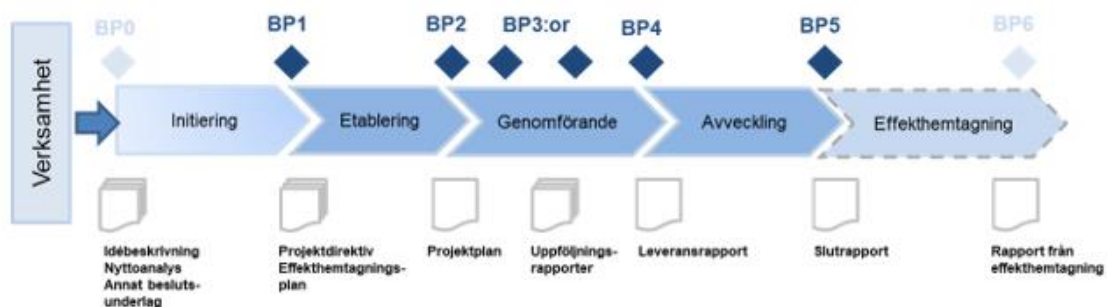 Verksamhet
BP0
BP1
BP2
BP3:or
BP4
BP5
BP6
Initiering
Etablering
Genomförande
Avveckling
Effekthemtagning
Idébeskrivning
Nyttoanalys
Annat besluts-
underlag
Projektdirektiv
Effekthemtagnings-
plan
Projektplan
Uppföljnings-
rapporter
Leveransrapport
Slutrapport
Rapport från
effekthemtagning